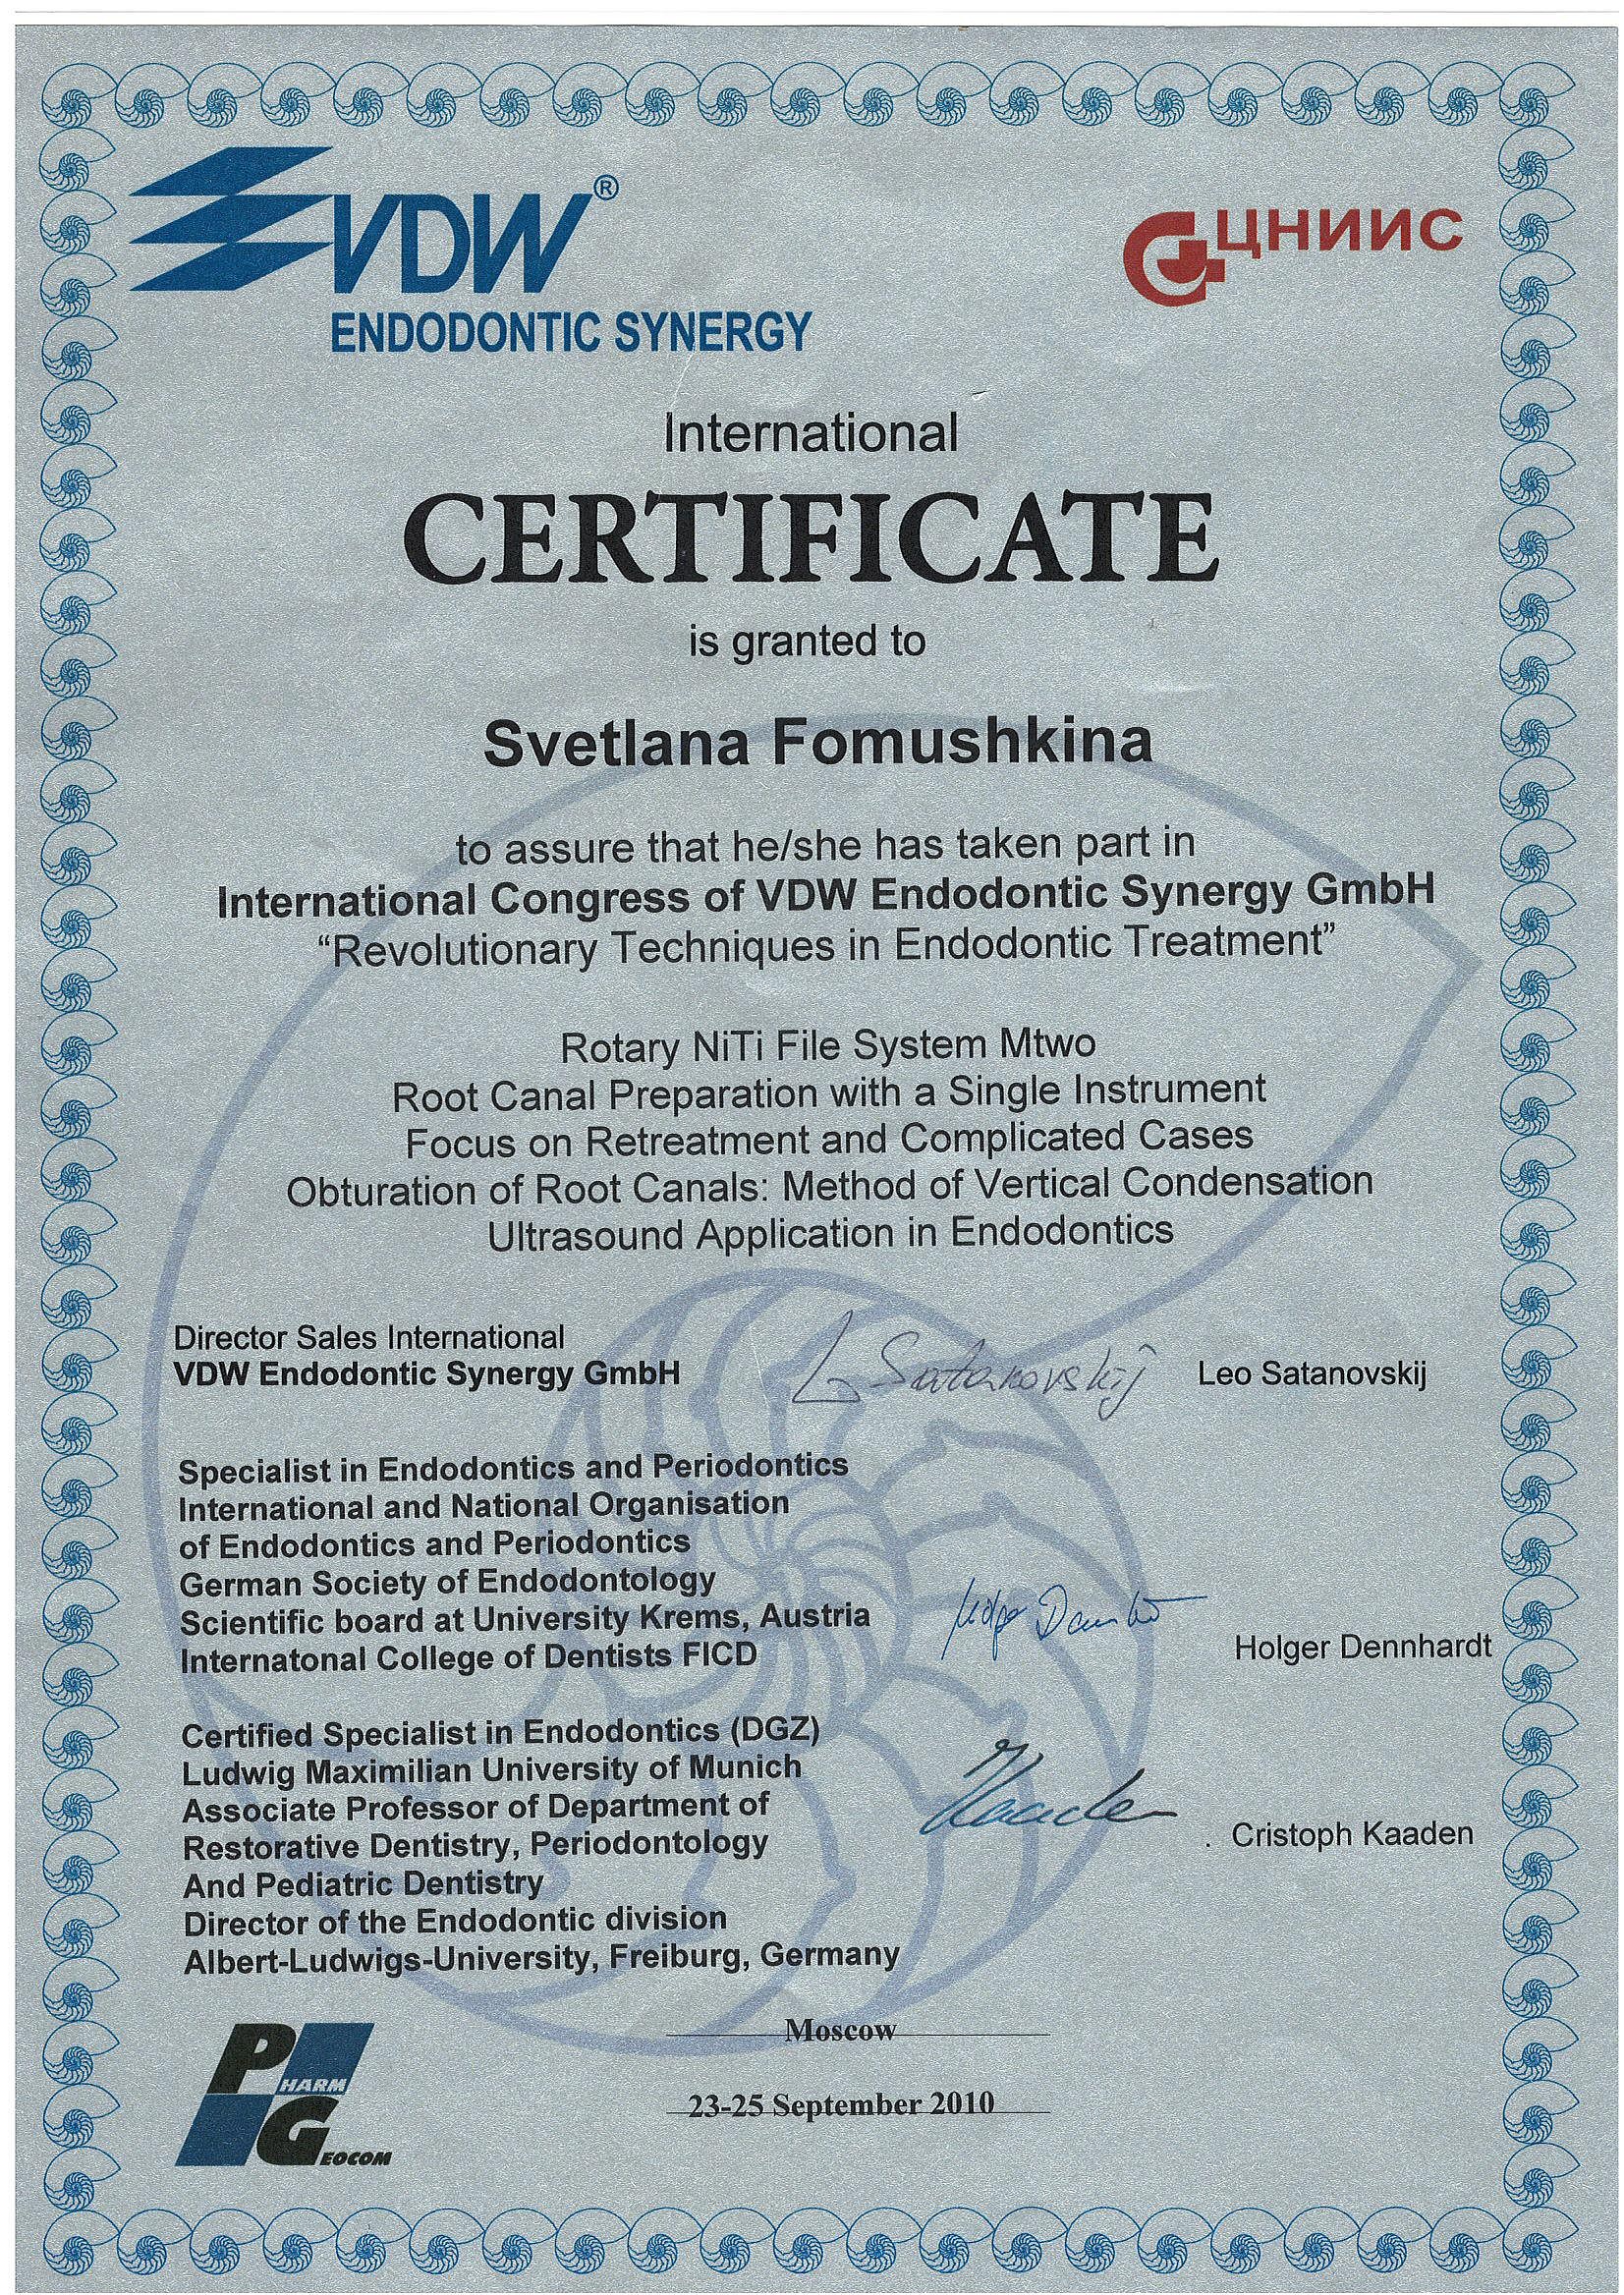 VDW®
ENDODONTIC SYNERGY
ЦНИИС
International
CERTIFICATE
is granted to
Svetlana Fomushkina
to assure that he/she has taken part in
International Congress of VDW Endodontic Synergy GmbH
“Revolutionary Techniques in Endodontic Treatment”
Rotary NiTi File System Mtwo
Root Canal Preparation with a Single Instrument
Focus on Retreatment and Complicated Cases
Obturation of Root Canals: Method of Vertical Condensation
Ultrasound Application in Endodontics
Director Sales International
VDW Endodontic Synergy GmbH
L Satanovskij
Leo Satanovskij
Specialist in Endodontics and Periodontics
International and National Organisation
of Endodontics and Periodontics
German Society of Endodontology
Scientific board at University Krems, Austria
Internatonal College of Dentists FICD
Holger Dennhardt
Certified Specialist in Endodontics (DGZ)
Ludwig Maximilian University of Munich
Associate Professor of Department of
Restorative Dentistry, Periodontology
And Pediatric Dentistry
Director of the Endodontic division
Albert-Ludwigs-University, Freiburg, Germany
Kaaden
. Cristoph Kaaden
PHARM
GEOCOM
Moscow
23-25 September 2010